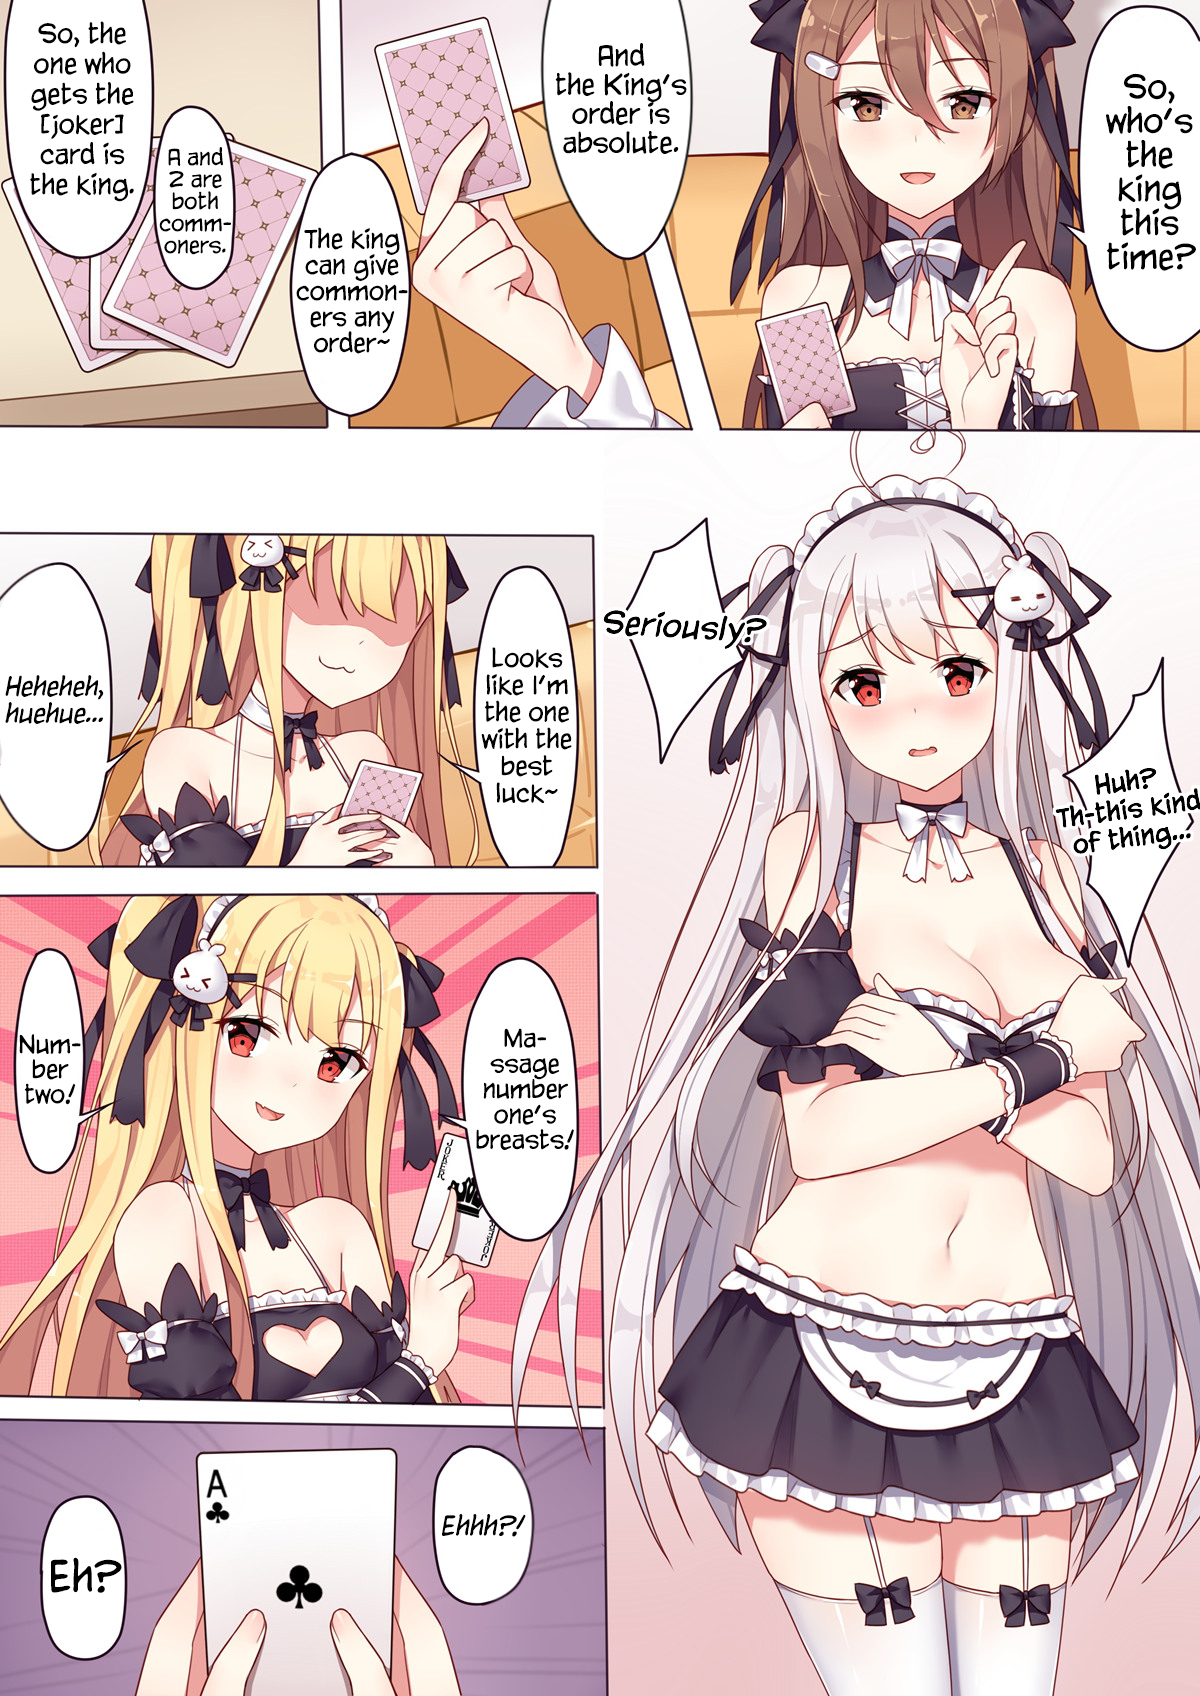 So, the
one who
gets the
[joker]
card is
the king.
A and
2 are
both
comm-
oners.
The king
can give
common-
ers any
order~
And
the King's
order is
absolute.
So,
who's
the
king
this
time?
Heheheh,
huehue...
Looks
like I'm
the one
with the
best
luck~
Num-
ber
two!
Ma-
ssage
number
one's
breasts!
JOKER
JOKER
Eh?
A
Ehhh?!
Seriously?
Huh?
Th-this kind
of thing...